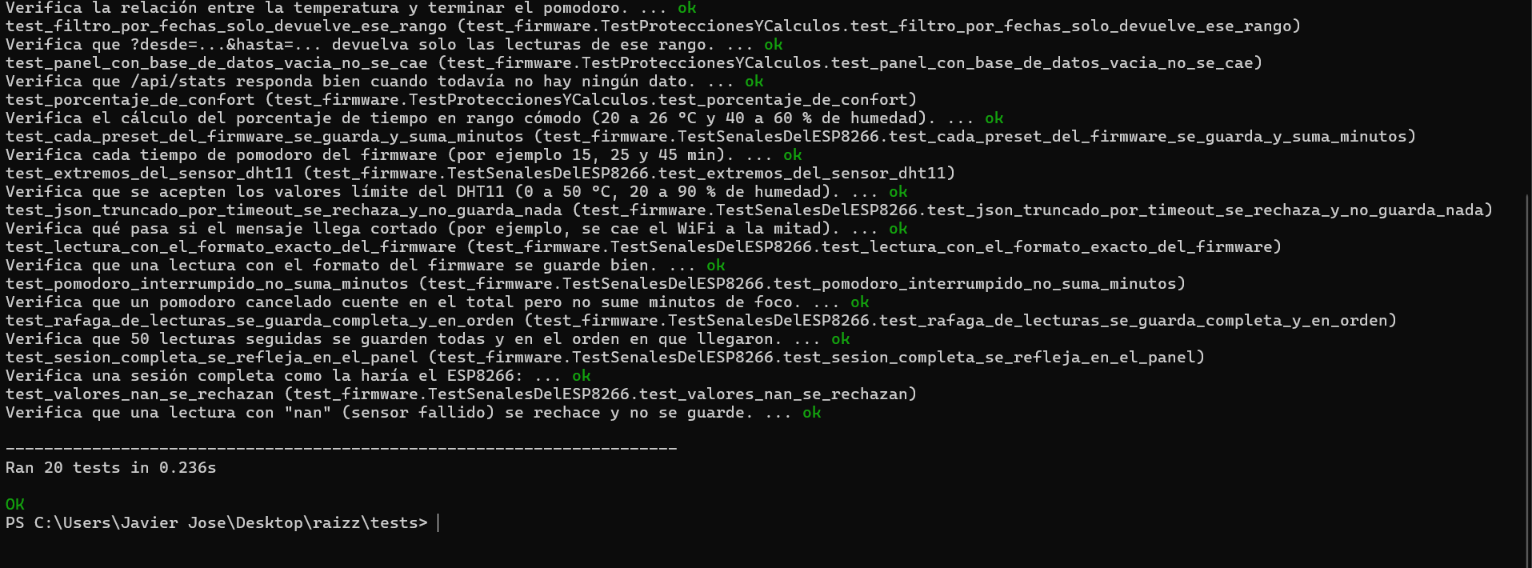 Verifica la relación entre la temperatura y terminar el pomodoro. ... ok
test_filtro_por_fechas_solo_devuelve_ese_rango (test_firmware.TestProteccionesYCalculos.test_filtro_por_fechas_solo_devuelve_ese_rango)
Verifica que ?desde=...&hasta=... devuelva solo las lecturas de ese rango. ... ok
test_panel_con_base_de_datos_vacia_no_se_cae (test_firmware.TestProteccionesYCalculos.test_panel_con_base_de_datos_vacia_no_se_cae)
Verifica que /api/stats responda bien cuando todavía no hay ningún dato. ... ok
test_porcentaje_de_confort (test_firmware.TestProteccionesYCalculos.test_porcentaje_de_confort)
Verifica el cálculo del porcentaje de tiempo en rango cómodo (20 a 26 °C y 40 a 60 % de humedad). ... ok
test_cada_preset_del_firmware_se_guarda_y_suma_minutos (test_firmware.TestSenalesDelESP8266.test_cada_preset_del_firmware_se_guarda_y_suma_minutos)
Verifica cada tiempo de pomodoro del firmware (por ejemplo 15, 25 y 45 min). ... ok
test_extremos_del_sensor_dht11 (test_firmware.TestSenalesDelESP8266.test_extremos_del_sensor_dht11)
Verifica que se acepten los valores límite del DHT11 (0 a 50 °C, 20 a 90 % de humedad). ... ok
test_json_truncado_por_timeout_se_rechaza_y_no_guarda_nada (test_firmware.TestSenalesDelESP8266.test_json_truncado_por_timeout_se_rechaza_y_no_guarda_nada)
Verifica qué pasa si el mensaje llega cortado (por ejemplo, se cae el WiFi a la mitad). ... ok
test_lectura_con_el_formato_exacto_del_firmware (test_firmware.TestSenalesDelESP8266.test_lectura_con_el_formato_exacto_del_firmware)
Verifica que una lectura con el formato del firmware se guarde bien. ... ok
test_pomodoro_interrumpido_no_suma_minutos (test_firmware.TestSenalesDelESP8266.test_pomodoro_interrumpido_no_suma_minutos)
Verifica que un pomodoro cancelado cuente en el total pero no sume minutos de foco. ... ok
test_rafaga_de_lecturas_se_guarda_completa_y_en_orden (test_firmware.TestSenalesDelESP8266.test_rafaga_de_lecturas_se_guarda_completa_y_en_orden)
Verifica que 50 lecturas seguidas se guarden todas y en el orden en que llegaron. ... ok
test_sesion_completa_se_refleja_en_el_panel (test_firmware.TestSenalesDelESP8266.test_sesion_completa_se_refleja_en_el_panel)
Verifica una sesión completa como la haría el ESP8266: ... ok
test_valores_nan_se_rechazan (test_firmware.TestSenalesDelESP8266.test_valores_nan_se_rechazan)
Verifica que una lectura con "nan" (sensor fallido) se rechace y no se guarde. ... ok
----------------------------------------------------------------------
Ran 20 tests in 0.236s
OK
PS C:\Users\Javier Jose\Desktop\raizz\tests>